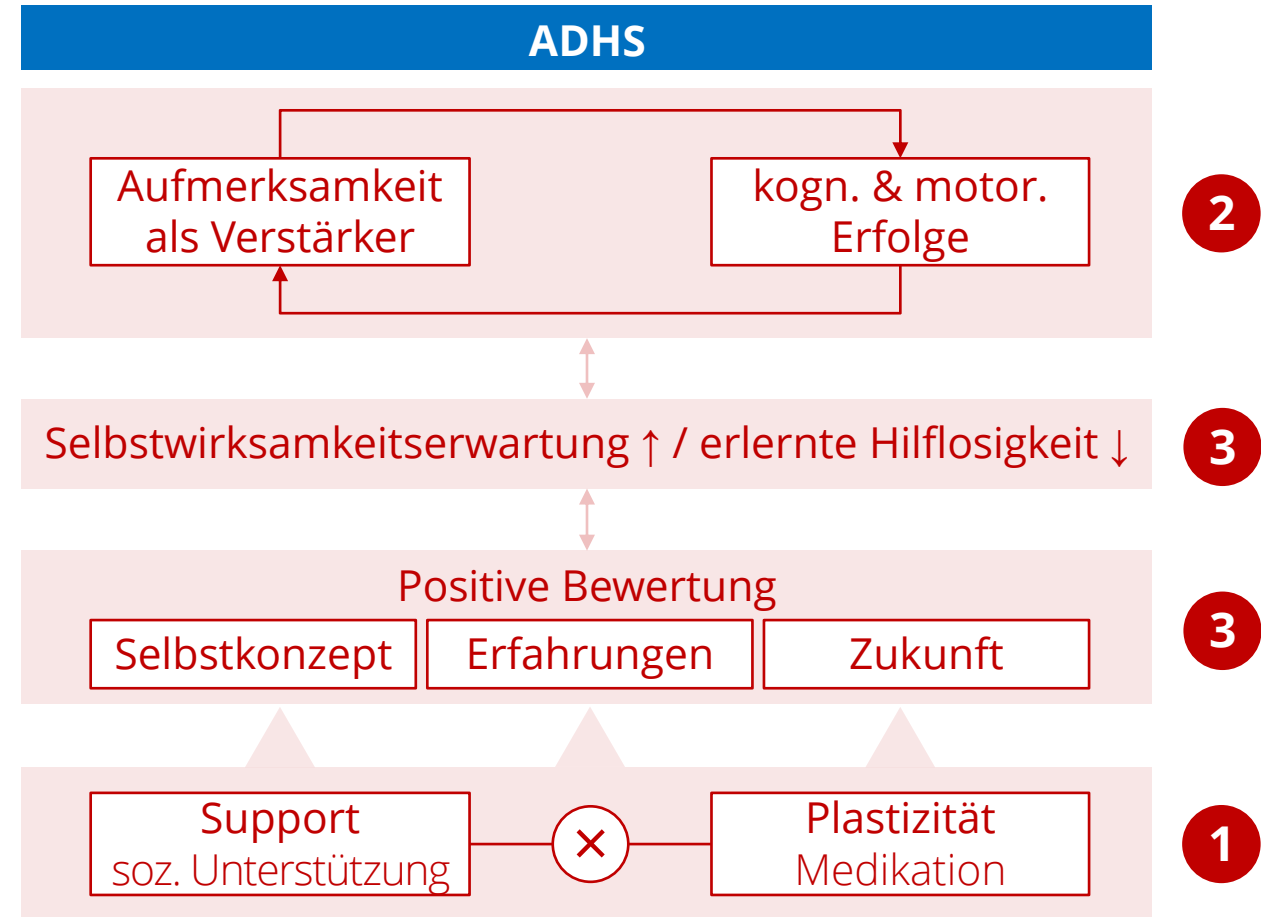 ADHS
Aufmerksamkeit
als Verstärker
kogn. & motor.
Erfolge
2
Selbstwirksamkeitserwartung ↑ / erlernte Hilflosigkeit ↓
3
Positive Bewertung
Selbstkonzept
Erfahrungen
Zukunft
3
Support
soz. Unterstützung
×
Plastizität
Medikation
1